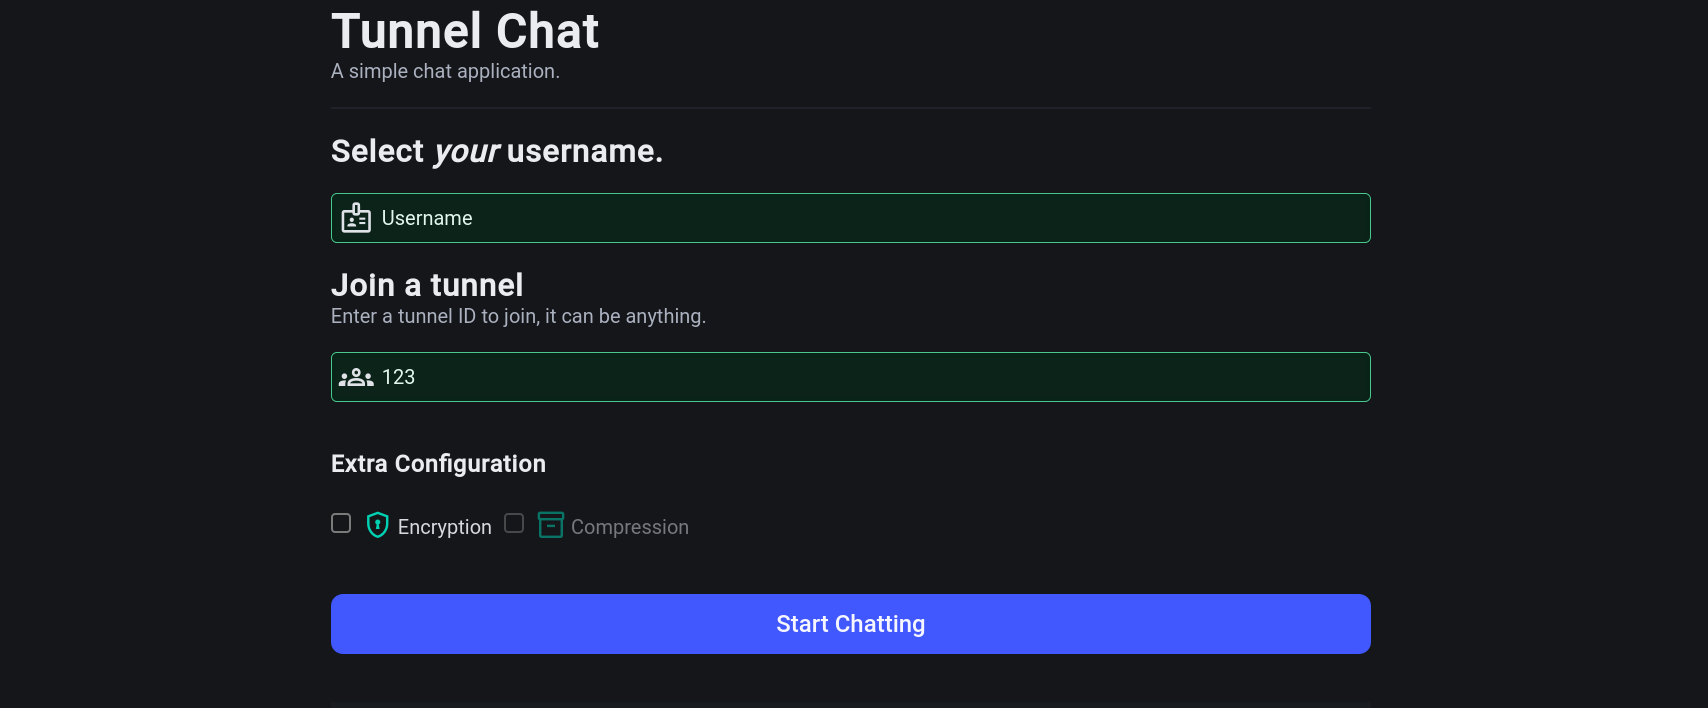 Tunnel Chat
A simple chat application.
Select your username.
Username
Join a tunnel
Enter a tunnel ID to join, it can be anything.
123
Extra Configuration
Encryption Compression
Start Chatting